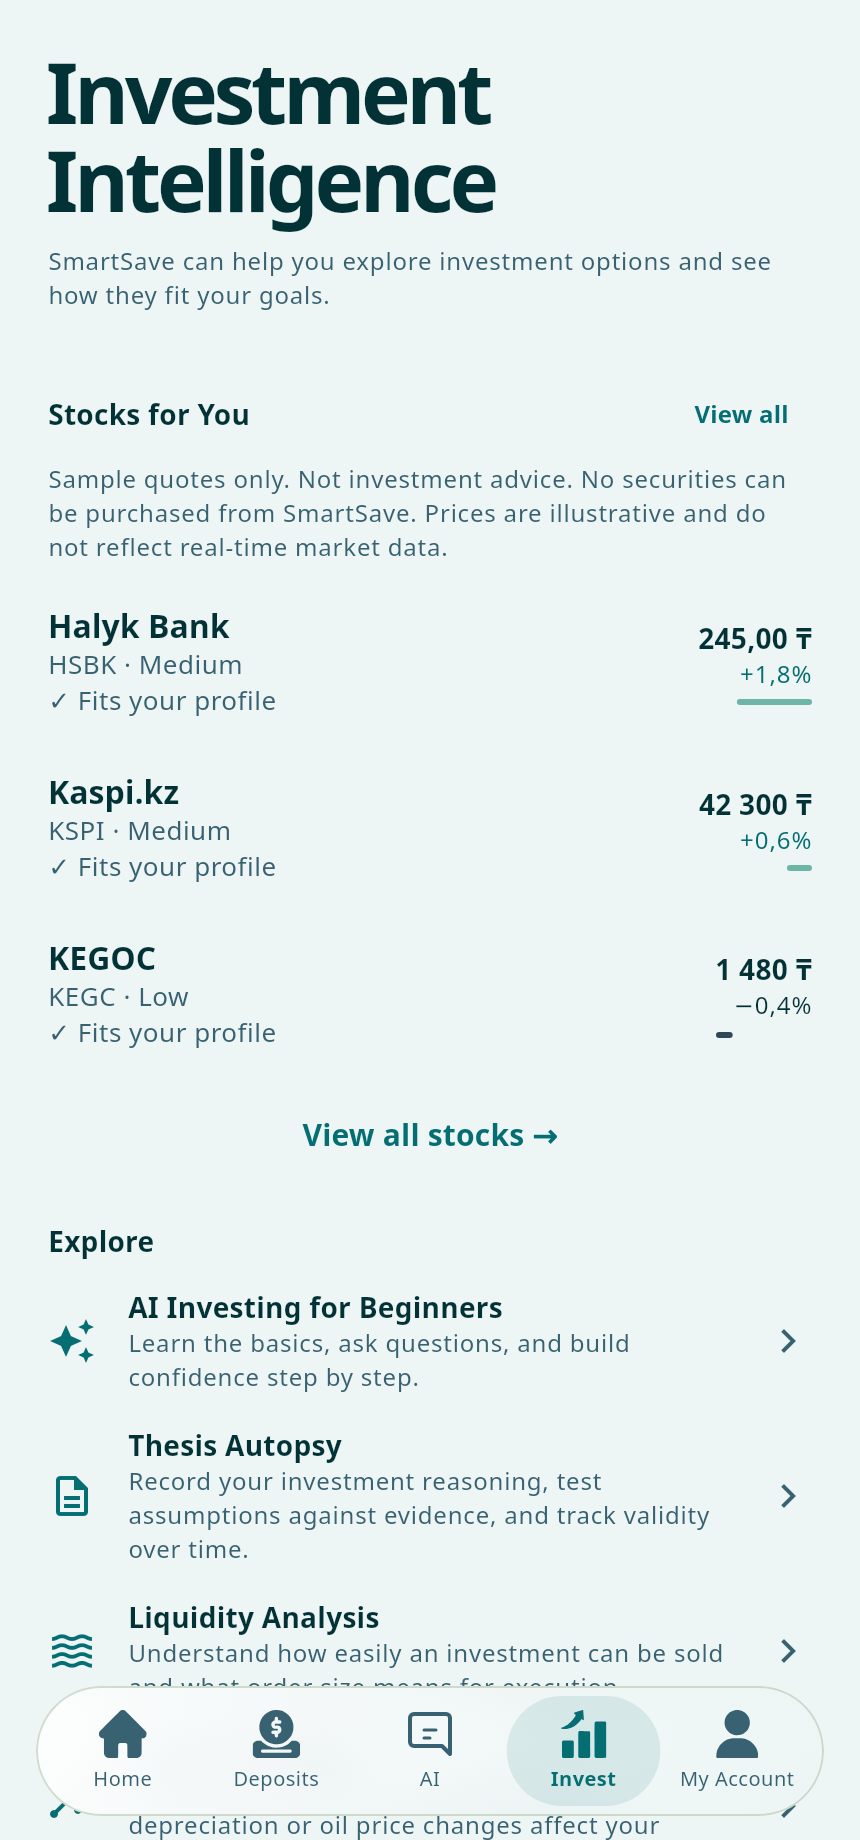 Investment
Intelligence
SmartSave can help you explore investment options and see
how they fit your goals.
Stocks for You
View all
Sample quotes only. Not investment advice. No securities can
be purchased from SmartSave. Prices are illustrative and do
not reflect real-time market data.
Halyk Bank
HSBK · Medium
✓ Fits your profile
245,00 ₸
+1,8%
Kaspi.kz
KSPI · Medium
✓ Fits your profile
42 300 ₸
+0,6%
KEGOC
KEGC · Low
✓ Fits your profile
1 480 ₸
−0,4%
View all stocks →
Explore
AI Investing for Beginners
Learn the basics, ask questions, and build
confidence step by step.
Thesis Autopsy
Record your investment reasoning, test
assumptions against evidence, and track validity
over time.
Liquidity Analysis
Understand how easily an investment can be sold
and what order size means for execution.
Home
Deposits
AI
Invest
My Account
depreciation or oil price changes affect your